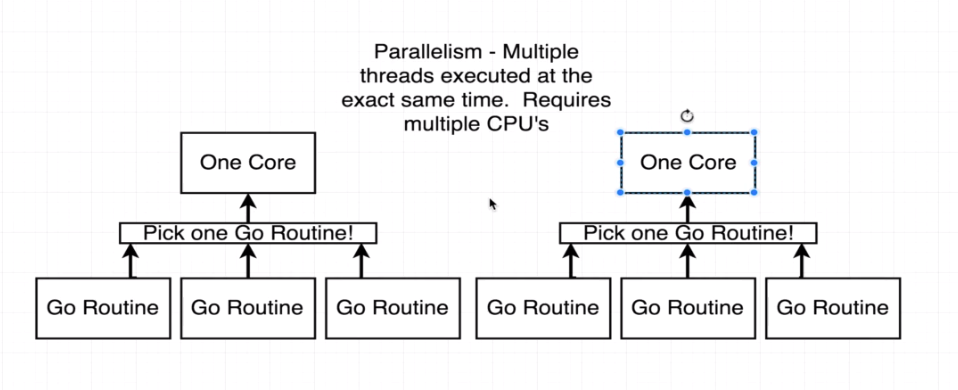 Parallelism - Multiple
threads executed at the
exact same time.  Requires
multiple CPU's
One Core
One Core
Pick one Go Routine!
Pick one Go Routine!
Go Routine
Go Routine
Go Routine
Go Routine
Go Routine
Go Routine